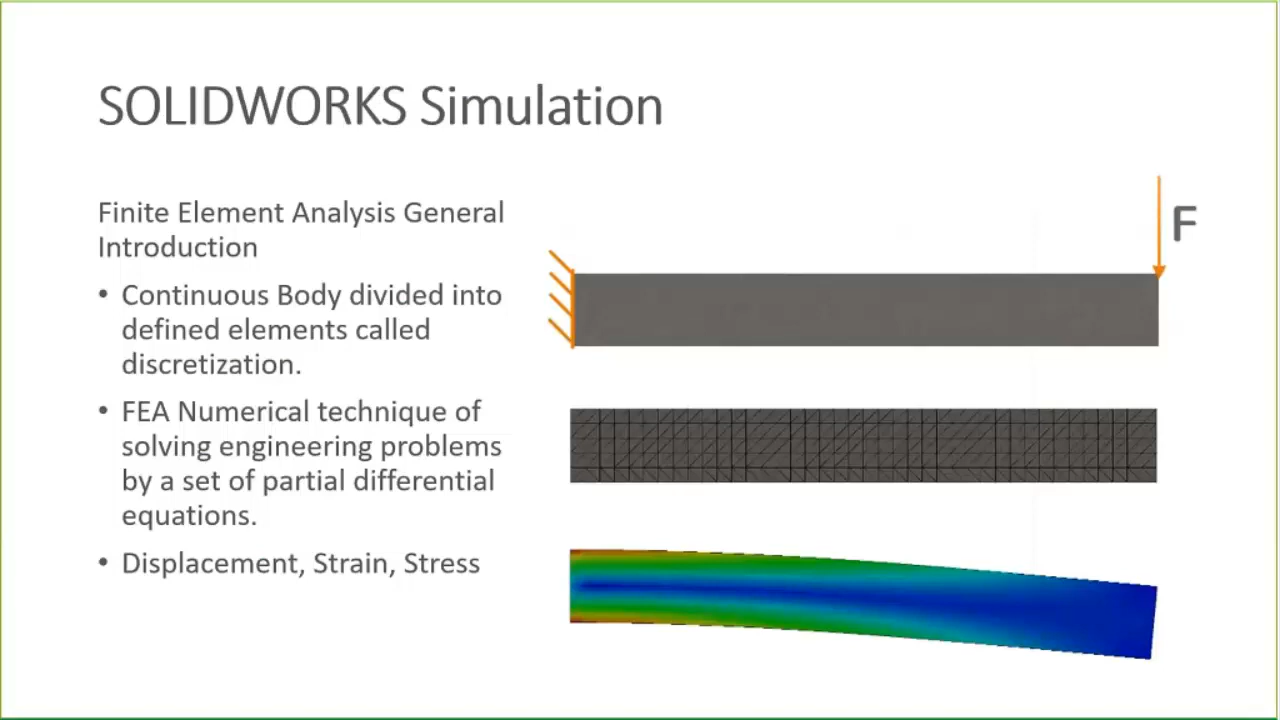 SOLIDWORKS Simulation
Finite Element Analysis General
Introduction
• Continuous Body divided into
defined elements called
discretization.
• FEA Numerical technique of
solving engineering problems
by a set of partial differential
equations.
• Displacement, Strain, Stress
F